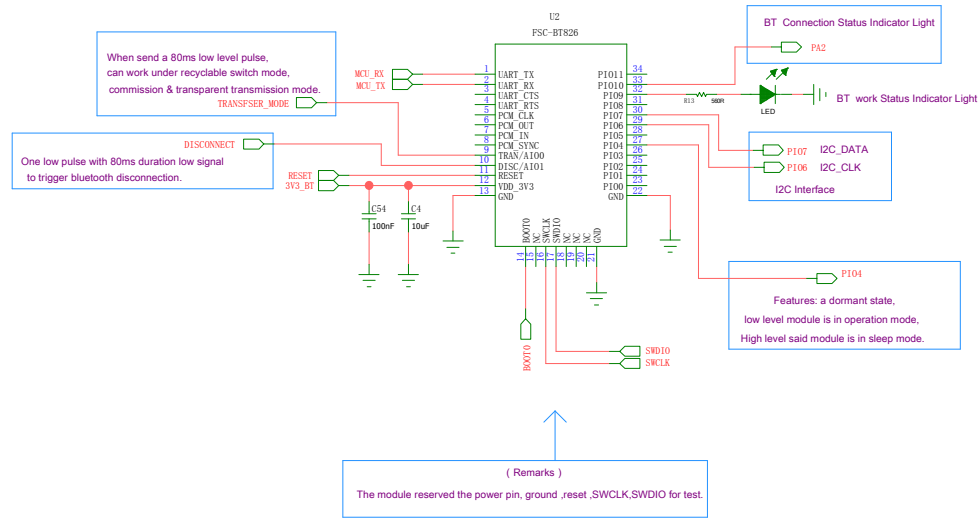 U2
FSC-BT826
When send a 80ms low level pulse,
can work under recyclable switch mode,
commission & transparent transmission mode.
TRANSFSER_MODE
MCU_RX
MCU_TX
DISCONNECT
One low pulse with 80ms duration low signal
to trigger bluetooth disconnection.
RESET
3V3_BT
C54
100nF
C4
10uF
1 UART_TX
2 UART_RX
3 UART_CTS
4 UART_RTS
5 PCM_CLK
6 PCM_OUT
7 PCM_IN
8 PCM_SYNC
9 TRAN/AIO0
10 DISC/AIO1
11 RESET
12 VDD_3V3
13 GND
PIO11 34
PIO10 33
PIO9 32
PIO8 31
PIO7 30
PIO6 29
PIO5 28
PIO4 27
PIO3 26
PIO2 25
PIO1 24
PIO0 23
GND 22
BOOT0 14
NC 15
SWCLK 16
SWDIO 17
NC 18
NC 19
NC 20
GND 21
BT Connection Status Indicator Light
PA2
R13
560R
LED
BT work Status Indicator Light
PIO7 I2C_DATA
PIO6 I2C_CLK
I2C Interface
PIO4
Features: a dormant state,
low level module is in operation mode,
High level said module is in sleep mode.
BOOT0
SWDIO
SWCLK
( Remarks )
The module reserved the power pin, ground ,reset ,SWCLK,SWDIO for test.